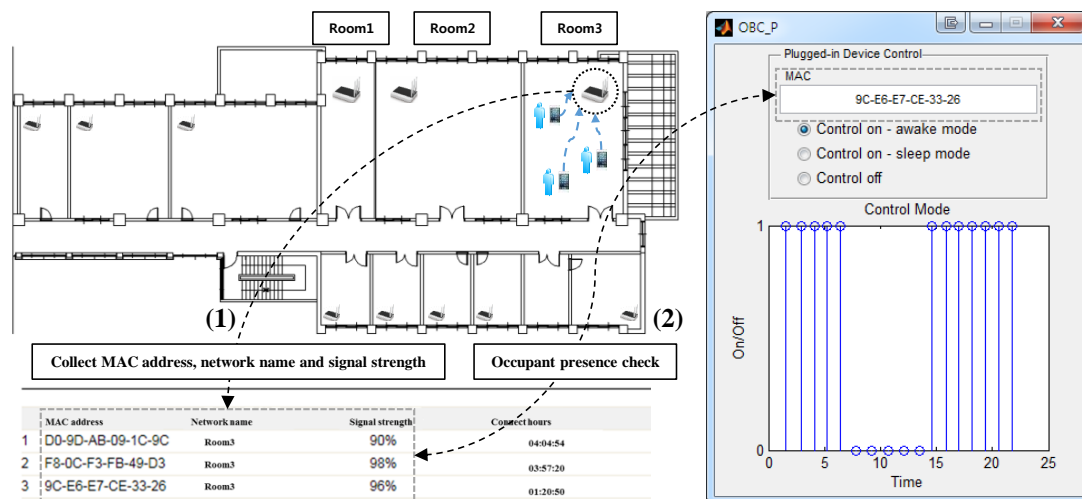 Room1 Room2 Room3
(1) (2)
Collect MAC address, network name and signal strength
Occupant presence check
MAC address Network name Signal strength Connect hours
1 D0-9D-AB-09-1C-9C Room3 90% 04:04:54
2 F8-0C-F3-FB-49-D3 Room3 98% 03:57:20
3 9C-E6-E7-CE-33-26 Room3 96% 01:20:50
OBC_P
Plugged-in Device Control
MAC
9C-E6-E7-CE-33-26
Control on - awake mode
Control on - sleep mode
Control off
Control Mode
1
On/Off
0
0 5 10 15 20 25
Time